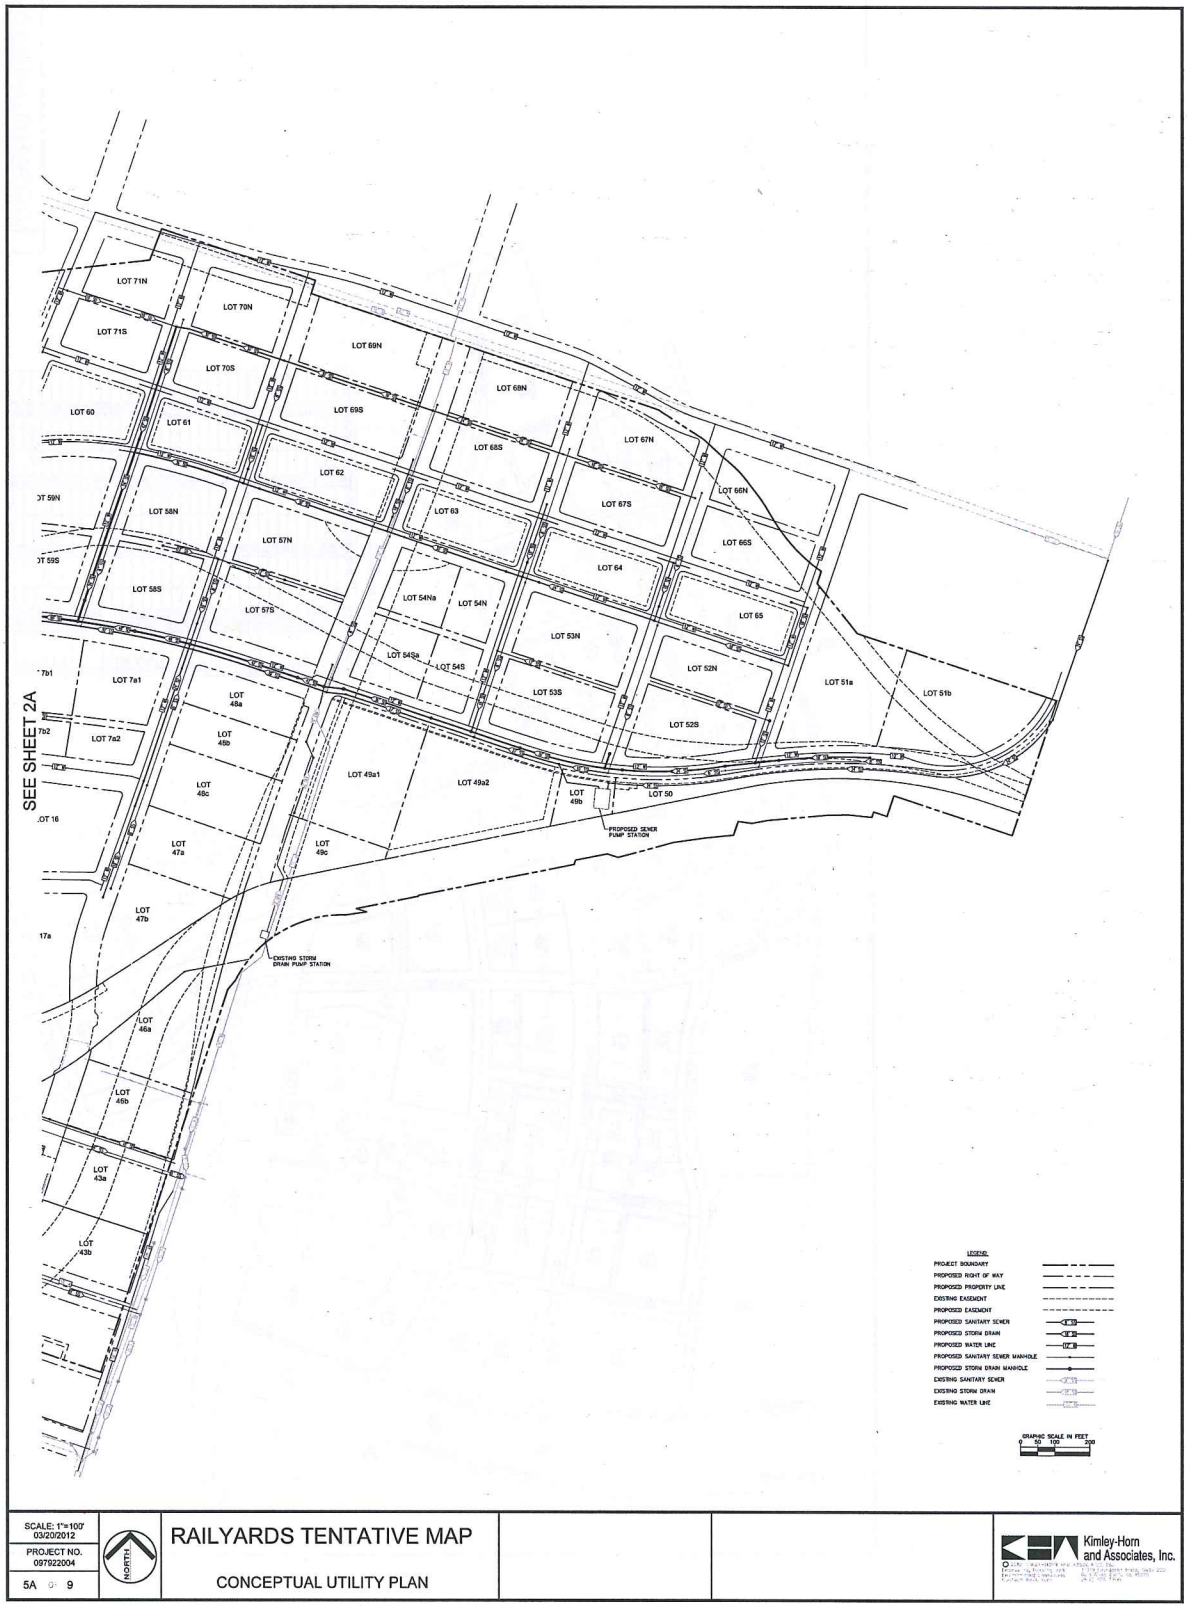 LOT 71N
LOT 70N
LOT 71S
LOT 69N
LOT 70S
LOT 68N
LOT 60
LOT 61
LOT 69S
LOT 67N
LOT 68S
LOT 62
LOT 66N
LOT 59N
LOT 58N
LOT 63
LOT 67S
LOT 57N
LOT 66S
LOT 59S
LOT 64
LOT 58S
LOT 54Na
LOT 54N
LOT 57S
LOT 65
LOT 53N
LOT 54Sa
LOT 54S
LOT 52N
7b1
LOT 7a1
LOT 51a
LOT 53S
LOT 51b
LOT
48a
LOT 52S
7b2
LOT 7a2
LOT
48b
SEE SHEET 2A
LOT 49a1
LOT 49a2
LOT
48c
LOT
49b
LOT 50
LOT 16
PROPOSED SEWER
PUMP STATION
LOT
47a
LOT
49c
LOT
47b
17a
EXISTING STORM
DRAIN PUMP STATION
LOT
46a
LOT
46b
LOT
43a
LOT
43b
LEGEND
PROJECT BOUNDARY
PROPOSED RIGHT OF WAY
PROPOSED PROPERTY LINE
EXISTING EASEMENT
PROPOSED EASEMENT
PROPOSED SANITARY SEWER
PROPOSED STORM DRAIN
PROPOSED WATER LINE
PROPOSED SANITARY SEWER MANHOLE
PROPOSED STORM DRAIN MANHOLE
EXISTING SANITARY SEWER
EXISTING STORM DRAIN
EXISTING WATER LINE
GRAPHIC SCALE IN FEET
0 50 100 200
SCALE: 1"=100'
03/20/2012
PROJECT NO.
097922004
5A OF 9
NORTH
RAILYARDS TENTATIVE MAP
CONCEPTUAL UTILITY PLAN
Kimley-Horn
and Associates, Inc.